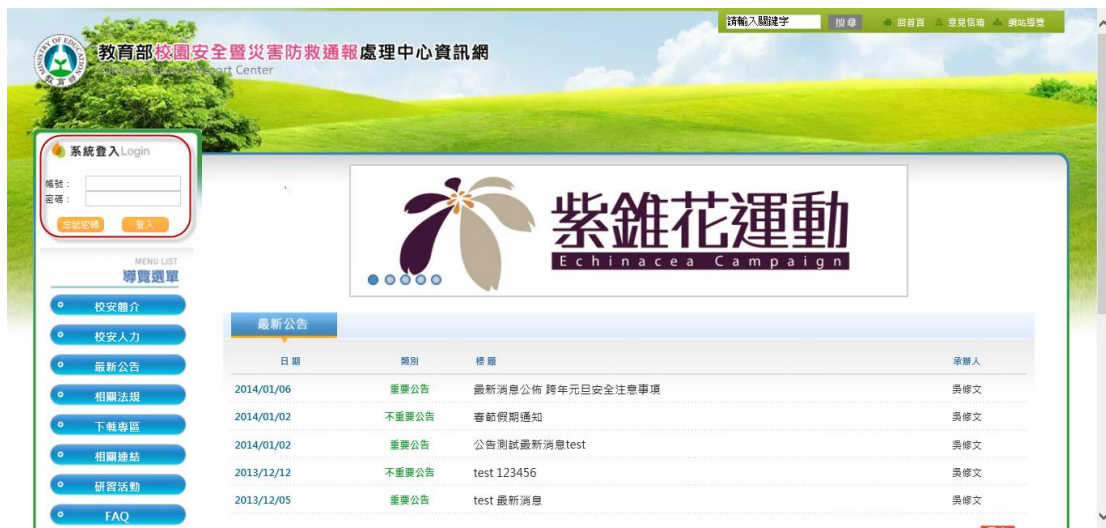 請輸入關鍵字 搜尋 回首頁 意見信箱 網站導覽
教育部校園安全暨災害防救通報處理中心資訊網
port Center
MINISTRY OF EDUCATION
教育部
系統登入Login
帳號：
密碼：
忘記密碼 登入
紫錐花運動
Echinacea Campaign
MENU LIST
導覽選單
校安簡介
校安人力
最新公告
相關法規
下載專區
相關連結
研習活動
FAQ
最新公告
日期 類別 標題 承辦人
2014/01/06 重要公告 最新消息公佈 跨年元旦安全注意事項 吳修文
2014/01/02 不重要公告 春節假期通知 吳修文
2014/01/02 重要公告 公告測試最新消息test 吳修文
2013/12/12 不重要公告 test 123456 吳修文
2013/12/05 重要公告 test 最新消息 吳修文